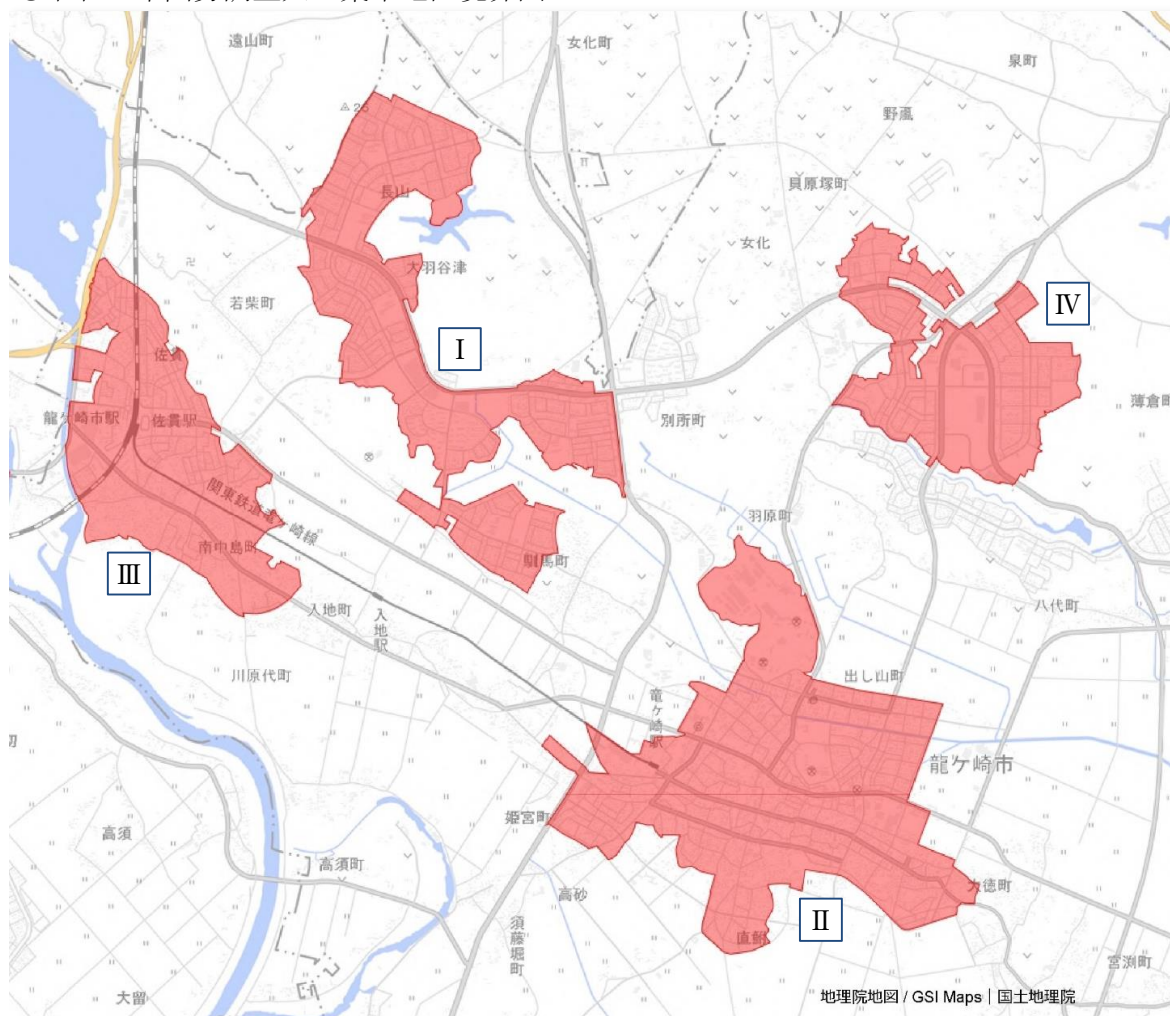 遠山町
女化町
泉町
25
野馬
貝原塚町
長山
女化
大羽谷津
若柴町
Ⅳ
Ⅰ
佐貫
薄倉町
龍ケ崎市駅
佐貫駅
別所町
関東鉄道竜ケ崎線
羽原町
南中島町
馴馬町
Ⅲ
入地町
入地駅
八代町
川原代町
出し山町
竜ケ崎駅
龍ケ崎市
姫宮町
高須
高須町
高砂
大徳町
須藤堀町
Ⅱ
直鮒
宮渕町
大留
地理院地図 / GSI Maps｜国土地理院